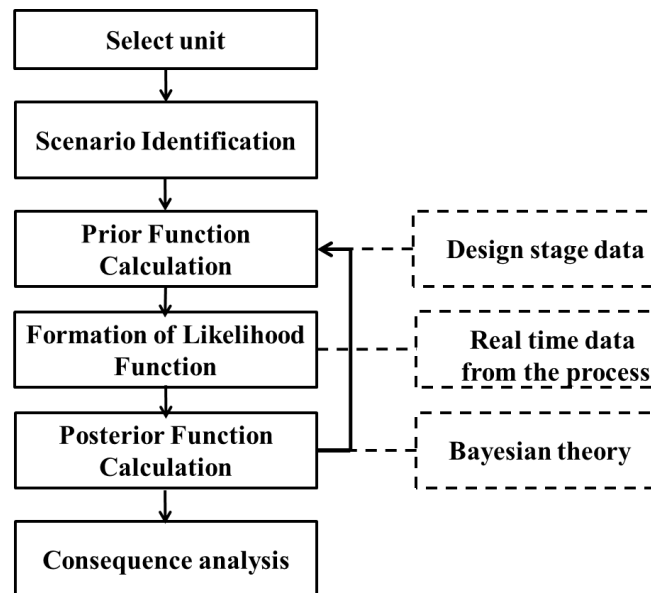 Select unit
Scenario Identification
Prior Function
Calculation
Design stage data
Formation of Likelihood
Function
Real time data
from the process
Posterior Function
Calculation
Bayesian theory
Consequence analysis